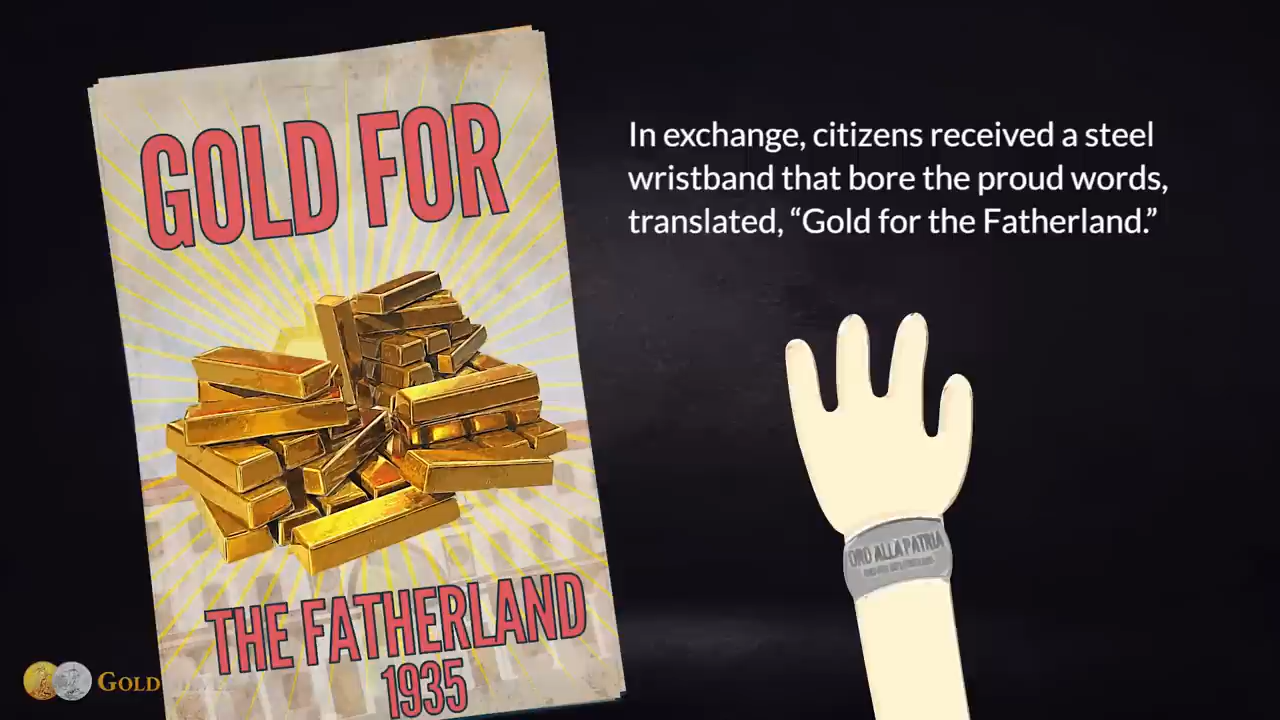 GOLD FOR
THE FATHERLAND
1935
In exchange, citizens received a steel
wristband that bore the proud words,
translated, “Gold for the Fatherland.”
ORO ALLA PATRIA
GOLD